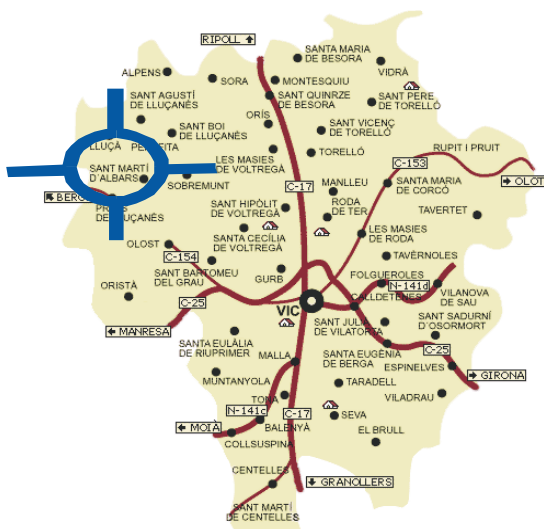 RIPOLL
SANTA MARIA
DE BESORA
VIDRÀ
ALPENS
SORA
MONTESQUIU
SANT AGUSTÍ
DE LLUÇANÈS
SANT QUIRZE
DE BESORA
SANT PERE
DE TORELLÓ
ORÍS
SANT BOI
DE LLUÇANÈS
SANT VICENÇ
DE TORELLÓ
LLUÇÀ
RUPIT I PRUIT
LES MASIES
DE VOLTREGÀ
TORELLÓ
C-153
SANT MARTÍ
D'ALBARS
SOBREMUNT
C-17
MANLLEU
SANTA MARIA
DE CORCÓ
OLOT
SANT HIPÒLIT
DE VOLTREGÀ
RODA
DE TER
TAVERTET
OLOST
SANTA CECÍLIA
DE VOLTREGÀ
LES MASIES
DE RODA
C-154
TAVÈRNOLES
SANT BARTOMEU
DEL GRAU
GURB
FOLGUEROLES
ORISTÀ
N-141d
C-25
VIC
CALLDETENES
VILANOVA
DE SAU
MANRESA
SANT JULIÀ
DE VILATORTA
SANT SADURNÍ
D'OSORMORT
SANTA EULÀLIA
DE RIUPRIMER
MALLA
SANTA EUGÈNIA
DE BERGA
C-25
ESPINELVES
GIRONA
MUNTANYOLA
TARADELL
TONA
VILADRAU
N-141c
C-17
SEVA
MOIÀ
BALENYÀ
EL BRULL
COLLSUSPINA
CENTELLES
GRANOLLERS
SANT MARTÍ
DE CENTELLES